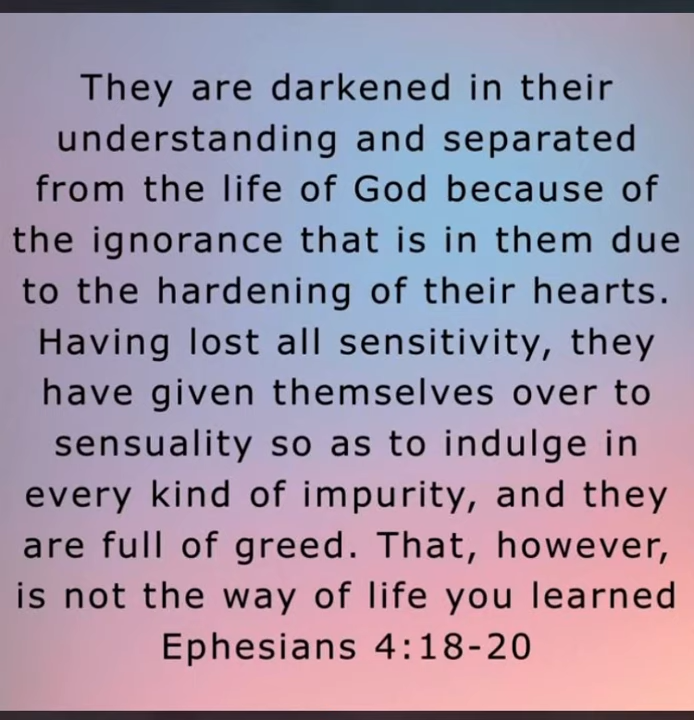 They are darkened in their
understanding and separated
from the life of God because of
the ignorance that is in them due
to the hardening of their hearts.
Having lost all sensitivity, they
have given themselves over to
sensuality so as to indulge in
every kind of impurity, and they
are full of greed. That, however,
is not the way of life you learned
Ephesians 4:18-20